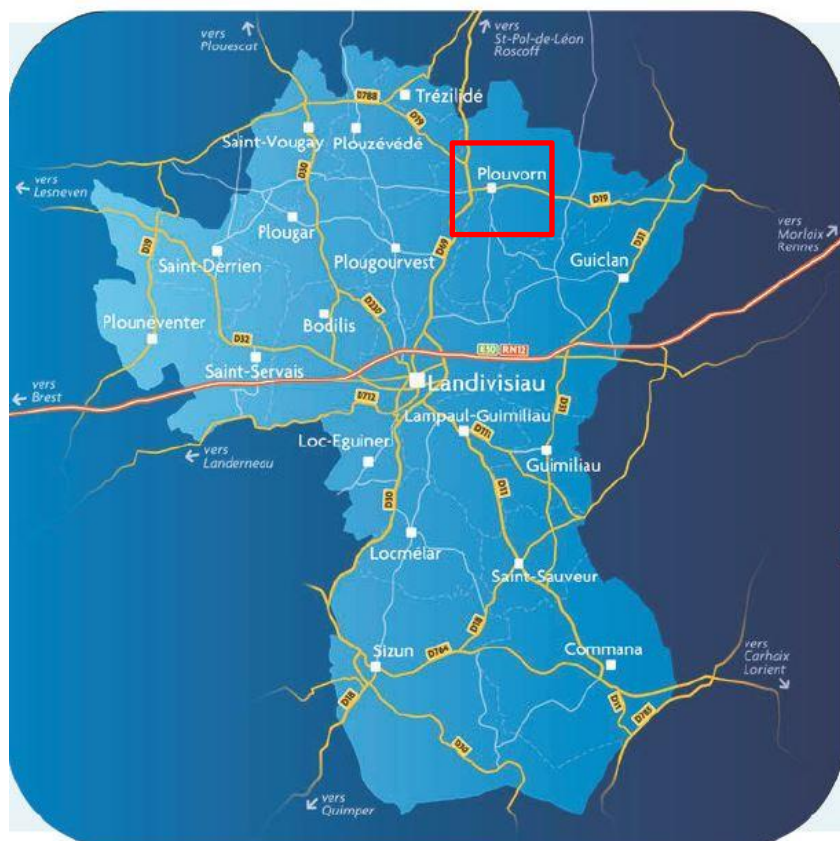 vers
Plouescat
vers
St-Pol-de-Léon
Roscoff
D788
Trézilidé
D19
Saint-Vougay
Plouzévédé
D30
Plouvorn
vers
Lesneven
D19
Plougar
D69
D31
vers
Morlaix
Rennes
D19
Saint-Derrien
Plougourvest
Guiclan
Plouneventer
Bodilis
D230
D32
E50 RN12
Saint-Servais
Landivisiau
vers
Brest
D712
D31
Lampaul-Guimiliau
D111
Loc-Eguiner
vers
Landerneau
Guimiliau
D11
D30
Locmélar
Saint-Sauveur
D18
Sizun
D764
Commana
vers
Carhaix
Lorient
D18
D11
D785
D30
vers
Quimper